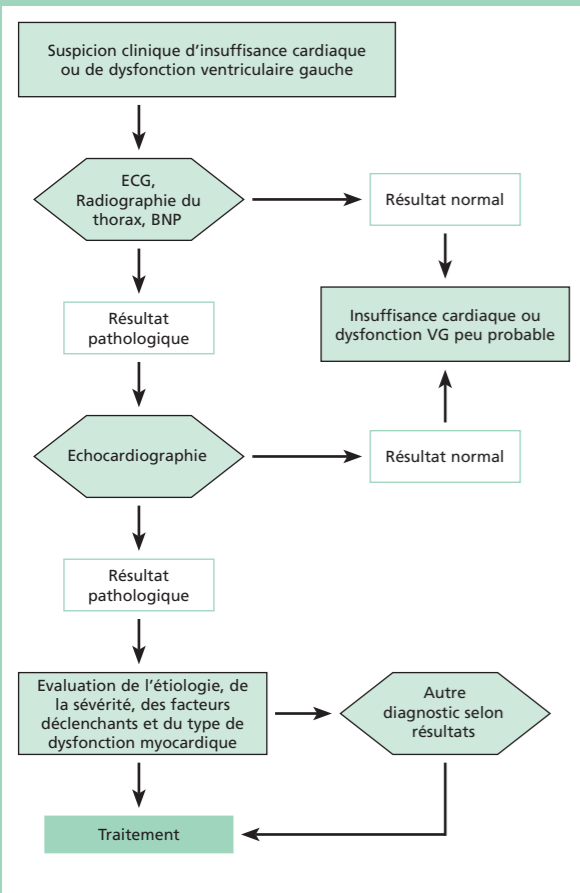 Suspicion clinique d'insuffisance cardiaque
ou de dysfonction ventriculaire gauche
ECG,
Radiographie du
thorax, BNP
Résultat normal
Résultat
pathologique
Insuffisance cardiaque ou
dysfonction VG peu probable
Echocardiographie
Résultat normal
Résultat
pathologique
Evaluation de l'étiologie, de
la sévérité, des facteurs
déclenchants et du type de
dysfonction myocardique
Autre
diagnostic selon
résultats
Traitement